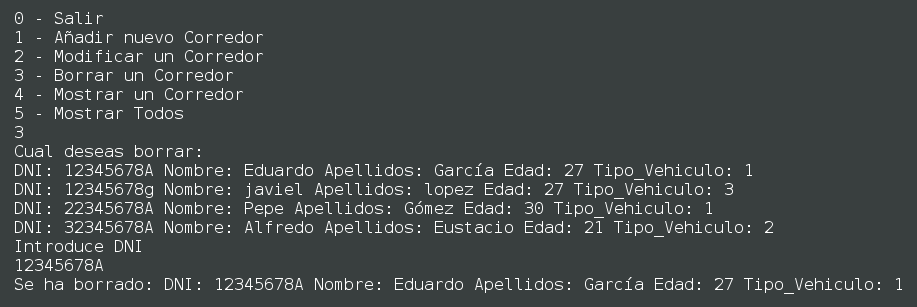 0 - Salir
1 - Añadir nuevo Corredor
2 - Modificar un Corredor
3 - Borrar un Corredor
4 - Mostrar un Corredor
5 - Mostrar Todos
3
Cual deseas borrar:
DNI: 12345678A Nombre: Eduardo Apellidos: García Edad: 27 Tipo_Vehiculo: 1
DNI: 12345678g Nombre: javiel Apellidos: lopez Edad: 27 Tipo_Vehiculo: 3
DNI: 22345678A Nombre: Pepe Apellidos: Gómez Edad: 30 Tipo_Vehiculo: 1
DNI: 32345678A Nombre: Alfredo Apellidos: Eustacio Edad: 21 Tipo_Vehiculo: 2
Introduce DNI
12345678A
Se ha borrado: DNI: 12345678A Nombre: Eduardo Apellidos: García Edad: 27 Tipo_Vehiculo: 1